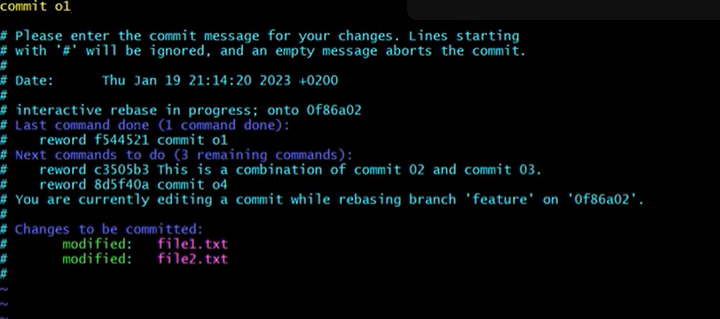 commit o1
# Please enter the commit message for your changes. Lines starting
# with '#' will be ignored, and an empty message aborts the commit.
#
# Date:      Thu Jan 19 21:14:20 2023 +0200
#
# interactive rebase in progress; onto 0f86a02
# Last command done (1 command done):
#    reword f544521 commit o1
# Next commands to do (3 remaining commands):
#    reword c3505b3 This is a combination of commit 02 and commit 03.
#    reword 8d5f40a commit o4
# You are currently editing a commit while rebasing branch 'feature' on '0f86a02'.
#
# Changes to be committed:
#       modified:   file1.txt
#       modified:   file2.txt
#
~
~
~